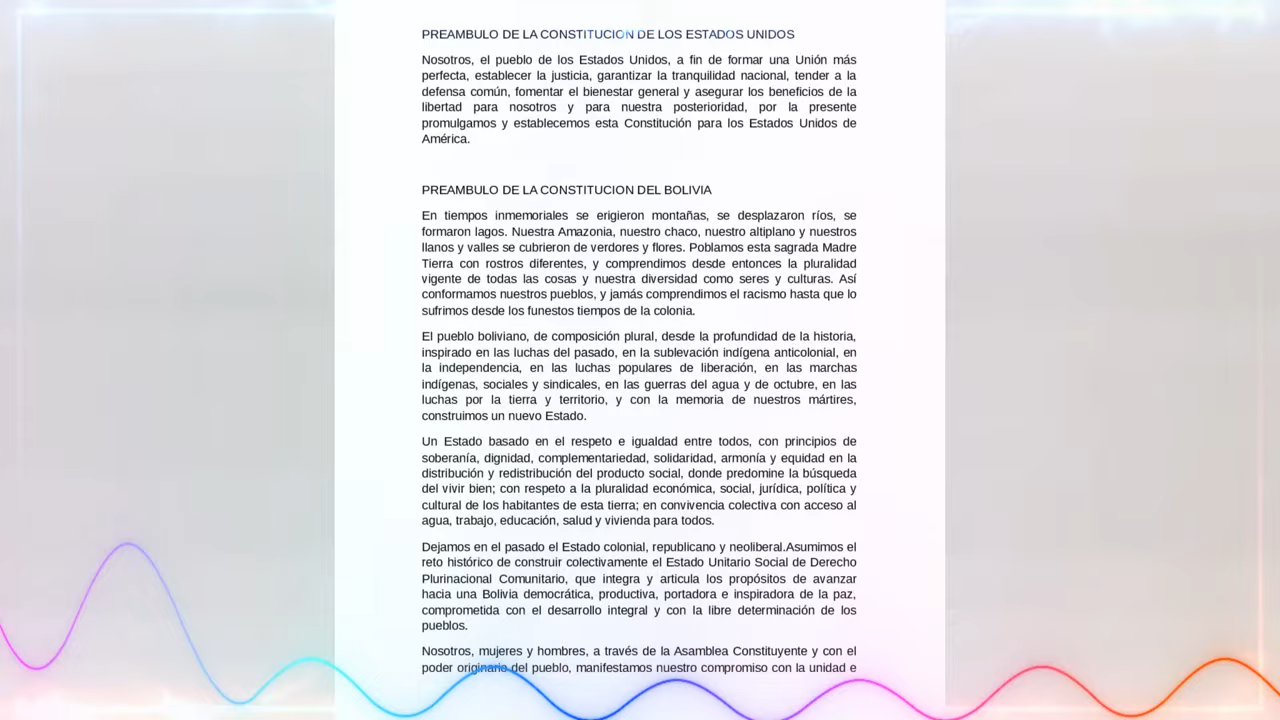 PREAMBULO DE LA CONSTITUCION DE LOS ESTADOS UNIDOS
Nosotros, el pueblo de los Estados Unidos, a fin de formar una Unión más
perfecta, establecer la justicia, garantizar la tranquilidad nacional, tender a la
defensa común, fomentar el bienestar general y asegurar los beneficios de la
libertad para nosotros y para nuestra posterioridad, por la presente
promulgamos y establecemos esta Constitución para los Estados Unidos de
América.
PREAMBULO DE LA CONSTITUCION DEL BOLIVIA
En tiempos inmemoriales se erigieron montañas, se desplazaron ríos, se
formaron lagos. Nuestra Amazonia, nuestro chaco, nuestro altiplano y nuestros
llanos y valles se cubrieron de verdores y flores. Poblamos esta sagrada Madre
Tierra con rostros diferentes, y comprendimos desde entonces la pluralidad
vigente de todas las cosas y nuestra diversidad como seres y culturas. Así
conformamos nuestros pueblos, y jamás comprendimos el racismo hasta que lo
sufrimos desde los funestos tiempos de la colonia.
El pueblo boliviano, de composición plural, desde la profundidad de la historia,
inspirado en las luchas del pasado, en la sublevación indígena anticolonial, en
la independencia, en las luchas populares de liberación, en las marchas
indígenas, sociales y sindicales, en las guerras del agua y de octubre, en las
luchas por la tierra y territorio, y con la memoria de nuestros mártires,
construimos un nuevo Estado.
Un Estado basado en el respeto e igualdad entre todos, con principios de
soberanía, dignidad, complementariedad, solidaridad, armonía y equidad en la
distribución y redistribución del producto social, donde predomine la búsqueda
del vivir bien; con respeto a la pluralidad económica, social, jurídica, política y
cultural de los habitantes de esta tierra; en convivencia colectiva con acceso al
agua, trabajo, educación, salud y vivienda para todos.
Dejamos en el pasado el Estado colonial, republicano y neoliberal.Asumimos el
reto histórico de construir colectivamente el Estado Unitario Social de Derecho
Plurinacional Comunitario, que integra y articula los propósitos de avanzar
hacia una Bolivia democrática, productiva, portadora e inspiradora de la paz,
comprometida con el desarrollo integral y con la libre determinación de los
pueblos.
Nosotros, mujeres y hombres, a través de la Asamblea Constituyente y con el
poder originario del pueblo, manifestamos nuestro compromiso con la unidad e